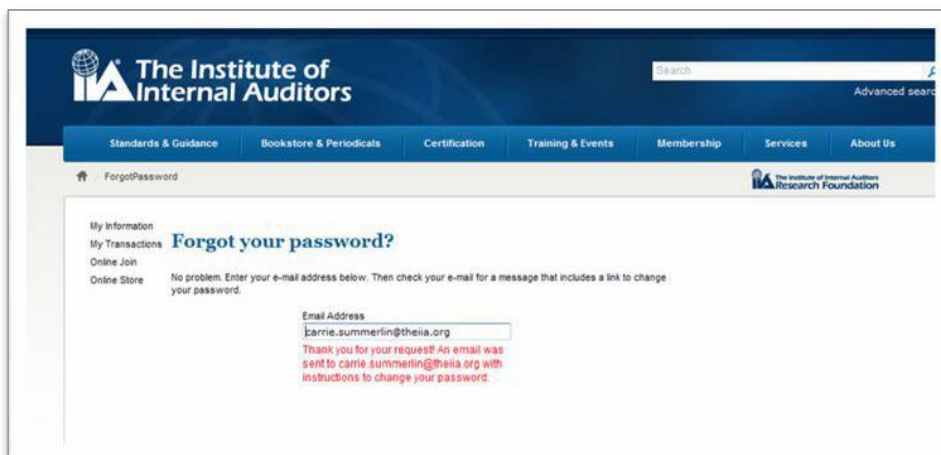 IIA The Institute of
Internal Auditors
Search
Advanced searc
Standards & Guidance Bookstore & Periodicals Certification Training & Events Membership Services About Us
ForgotPassword
The Institute of Internal Auditors
Research Foundation
My Information
My Transactions
Online Join
Online Store
Forgot your password?
No problem. Enter your e-mail address below. Then check your e-mail for a message that includes a link to change
your password.
Email Address
carrie.summerlin@theiia.org
Thank you for your request! An email was
sent to carrie.summerlin@theiia.org with
instructions to change your password.